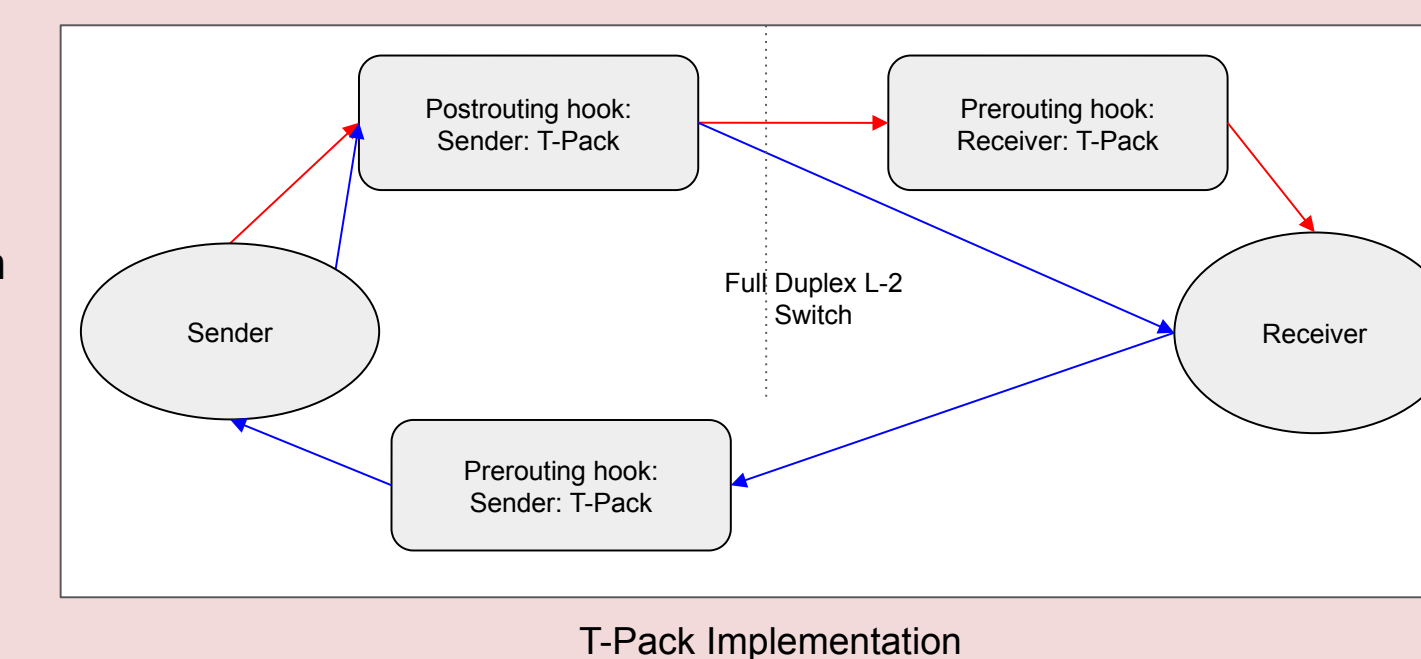 Postrouting hook:
Sender: T-Pack
Prerouting hook:
Receiver: T-Pack
Full Duplex L-2
Switch
Sender
Receiver
Prerouting hook:
Sender: T-Pack
T-Pack Implementation